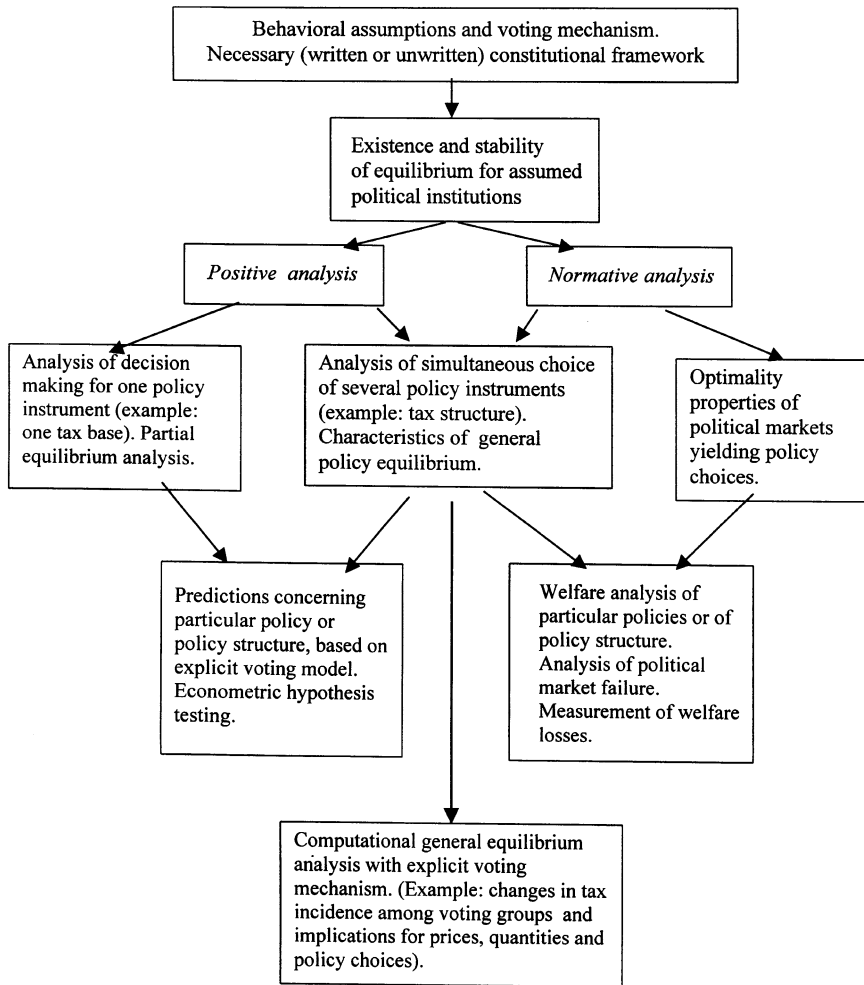 Behavioral assumptions and voting mechanism.
Necessary (written or unwritten) constitutional framework
Existence and stability
of equilibrium for assumed
political institutions
Positive analysis
Normative analysis
Analysis of decision
making for one policy
instrument (example:
one tax base). Partial
equilibrium analysis.
Analysis of simultaneous choice
of several policy instruments
(example: tax structure).
Characteristics of general
policy equilibrium.
Optimality
properties of
political markets
yielding policy
choices.
Predictions concerning
particular policy or
policy structure, based on
explicit voting model.
Econometric hypothesis
testing.
Welfare analysis of
particular policies or of
policy structure.
Analysis of political
market failure.
Measurement of welfare
losses.
Computational general equilibrium
analysis with explicit voting
mechanism. (Example: changes in tax
incidence among voting groups and
implications for prices, quantities and
policy choices).